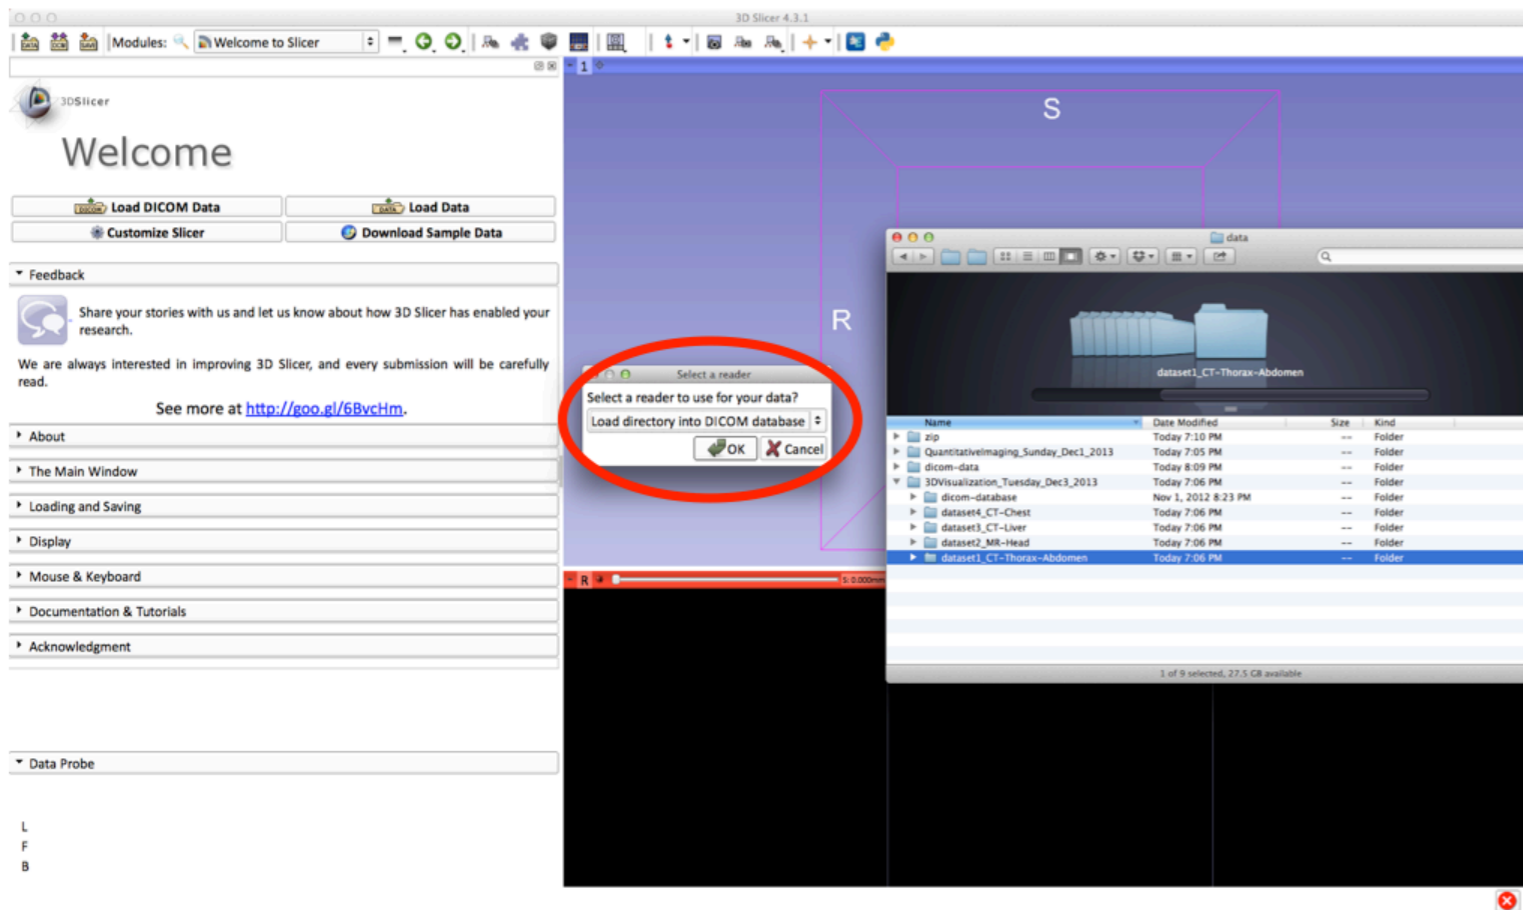 3D Slicer 4.3.1
DATA DCM SAVE Modules: Welcome to Slicer
1
3DSlicer
Welcome
DICOM Load DICOM Data
DATA Load Data
Customize Slicer
Download Sample Data
Feedback
Share your stories with us and let us know about how 3D Slicer has enabled your
research.
We are always interested in improving 3D Slicer, and every submission will be carefully
read.
See more at http://goo.gl/6BvcHm.
About
The Main Window
Loading and Saving
Display
Mouse & Keyboard
Documentation & Tutorials
Acknowledgment
Data Probe
L
F
B
S
R
Select a reader
Select a reader to use for your data?
Load directory into DICOM database
OK Cancel
R S: 0.000mm
data
dataset1_CT-Thorax-Abdomen
Name Date Modified Size Kind
zip Today 7:10 PM -- Folder
QuantitativeImaging_Sunday_Dec1_2013 Today 7:05 PM -- Folder
dicom-data Today 8:09 PM -- Folder
3DVisualization_Tuesday_Dec3_2013 Today 7:06 PM -- Folder
dicom-database Nov 1, 2012 8:23 PM -- Folder
dataset4_CT-Chest Today 7:06 PM -- Folder
dataset3_CT-Liver Today 7:06 PM -- Folder
dataset2_MR-Head Today 7:06 PM -- Folder
dataset1_CT-Thorax-Abdomen Today 7:06 PM -- Folder
1 of 9 selected, 27.5 GB available